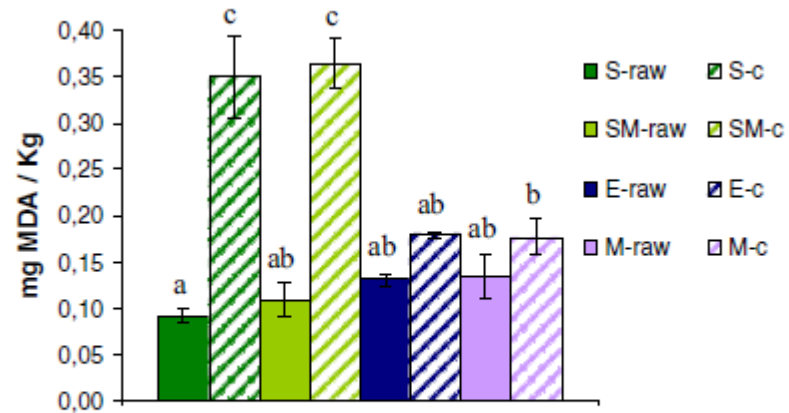 c
c
0,40
0,35
0,30
0,25
0,20
0,15
0,10
0,05
0,00
mg MDA / Kg
a
ab
ab
ab
ab
b
S-raw S-c
SM-raw SM-c
E-raw E-c
M-raw M-c